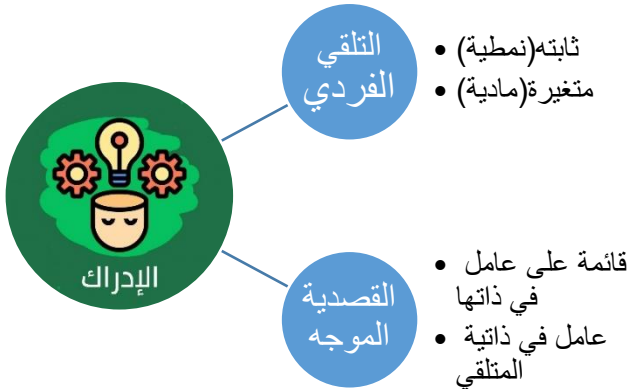 التلقي
الفردي
• ثابته(نمطية)
• متغيرة(مادية)
الإدراك
القصدية
الموجه
• قائمة على عامل
في ذاتها
• عامل في ذاتية
المتلقي